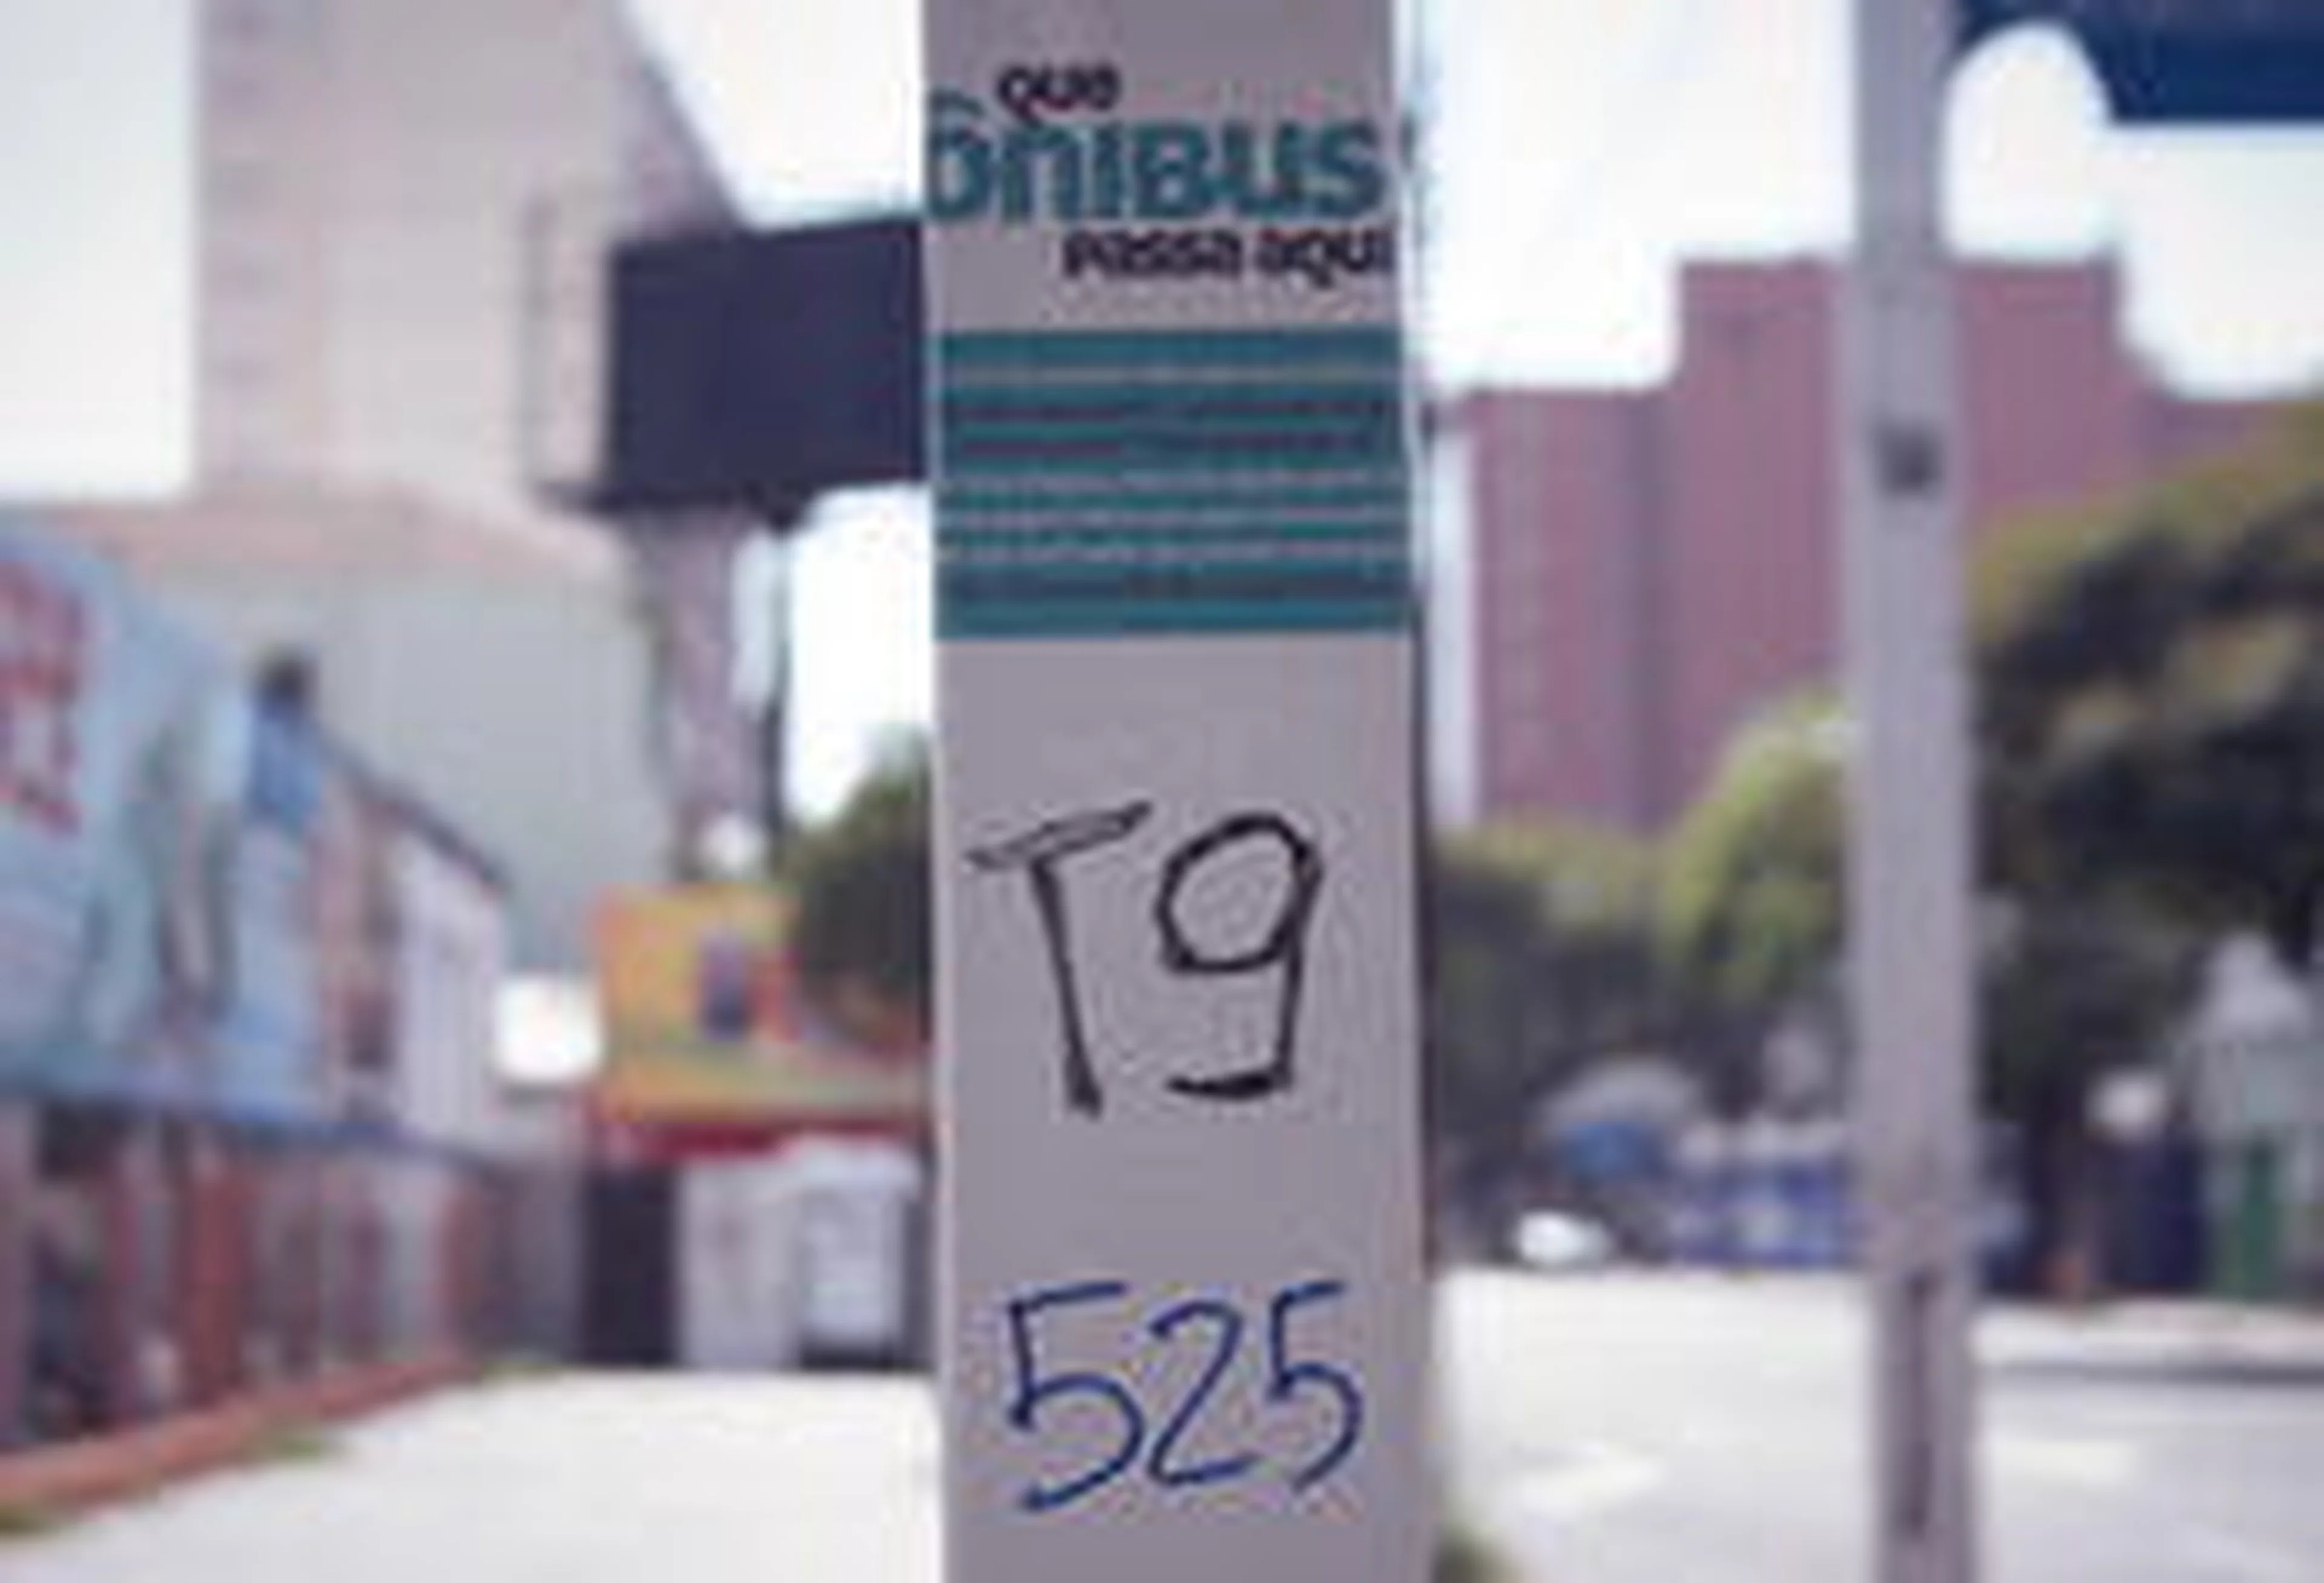 que
ônibus
passa aqui
T9
525